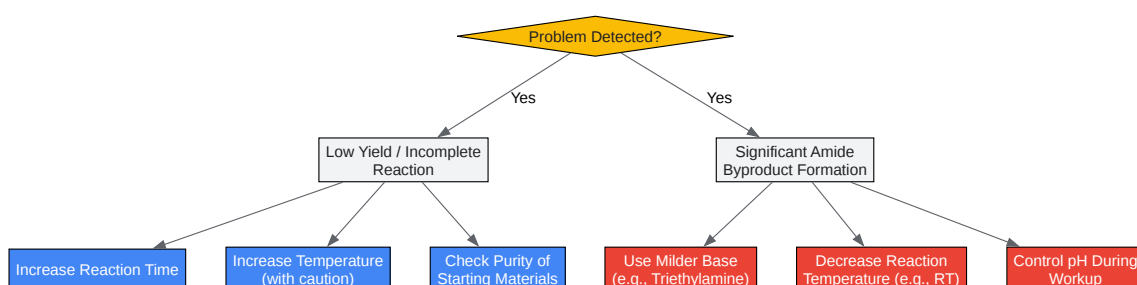 Problem Detected?
Yes
Yes
Low Yield / Incomplete
Reaction
Significant Amide
Byproduct Formation
Increase Reaction Time
Increase Temperature
(with caution)
Check Purity of
Starting Materials
Use Milder Base
(e.g., Triethylamine)
Decrease Reaction
Temperature (e.g., RT)
Control pH During
Workup